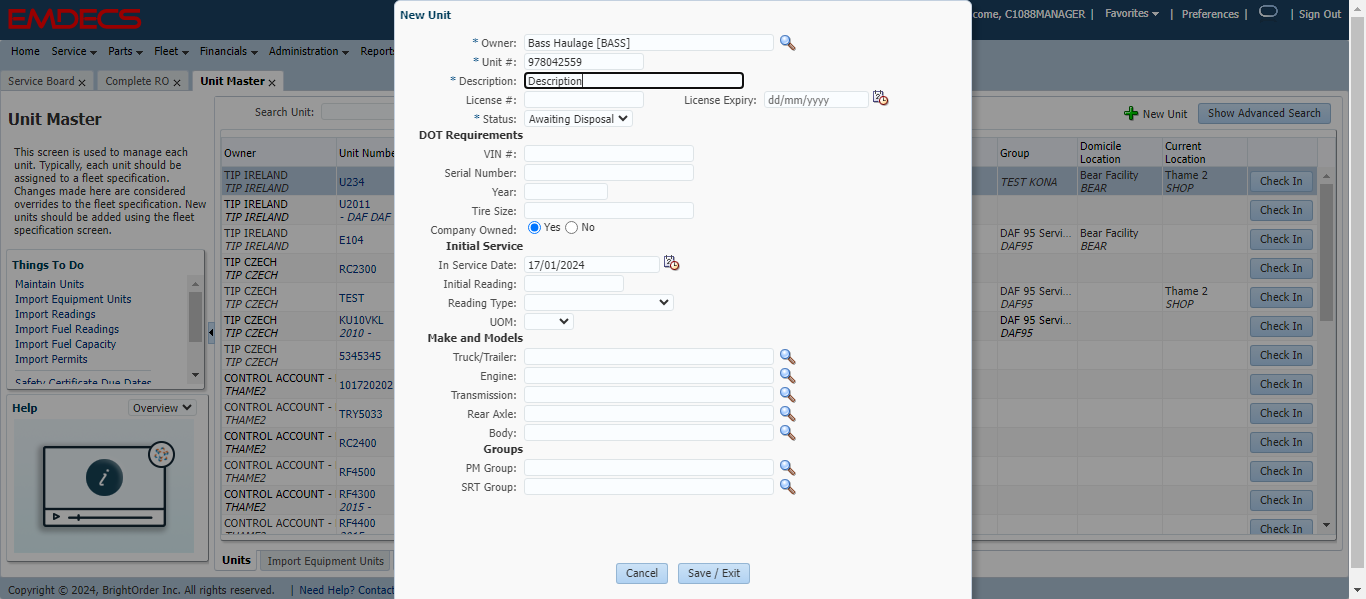 EMDECS
come, C1088MANAGER | Favorites | Preferences | | Sign Out
Home Service Parts Fleet Financials Administration Reports
Service Board x Complete RO x Unit Master x
Unit Master
This screen is used to manage each
unit. Typically, each unit should be
assigned to a fleet specification.
Changes made here are considered
overrides to the fleet specification. New
units should be added using the fleet
specification screen.
Things To Do
Maintain Units
Import Equipment Units
Import Readings
Import Fuel Readings
Import Fuel Capacity
Import Permits
Safety Certificate Due Dates
Help Overview
Search Unit:
New Unit Show Advanced Search
Owner Unit Numbe
TIP IRELAND
TIP IRELAND
U234
TIP IRELAND
TIP IRELAND
U2011
- DAF DAF
TIP IRELAND
TIP IRELAND
E104
TIP CZECH
TIP CZECH
RC2300
TIP CZECH
TIP CZECH
TEST
TIP CZECH
TIP CZECH
KU10VKL
2010 -
TIP CZECH
TIP CZECH
5345345
CONTROL ACCOUNT -
THAME2
101720202
CONTROL ACCOUNT -
THAME2
TRY5033
CONTROL ACCOUNT -
THAME2
RC2400
CONTROL ACCOUNT -
THAME2
RF4500
CONTROL ACCOUNT -
THAME2
RF4300
2015 -
CONTROL ACCOUNT -
THAME2
RF4400
2015 -
Group
Domicile
Location
Current
Location
TEST KONA
Bear Facility
BEAR
Thame 2
SHOP
Check In
Check In
DAF 95 Servi...
DAF95
Bear Facility
BEAR
Check In
Check In
DAF 95 Servi...
DAF95
Thame 2
SHOP
Check In
DAF 95 Servi...
DAF95
Check In
Check In
Check In
Check In
Check In
Check In
Check In
Check In
Units Import Equipment Units
Copyright © 2024, BrightOrder Inc. All rights reserved. | Need Help? Contact
New Unit
* Owner: Bass Haulage [BASS]
* Unit #: 978042559
* Description: Description
License #: License Expiry: dd/mm/yyyy
* Status: Awaiting Disposal
DOT Requirements
VIN #:
Serial Number:
Year:
Tire Size:
Company Owned: Yes No
Initial Service
In Service Date: 17/01/2024
Initial Reading:
Reading Type:
UOM:
Make and Models
Truck/Trailer:
Engine:
Transmission:
Rear Axle:
Body:
Groups
PM Group:
SRT Group:
Cancel Save / Exit